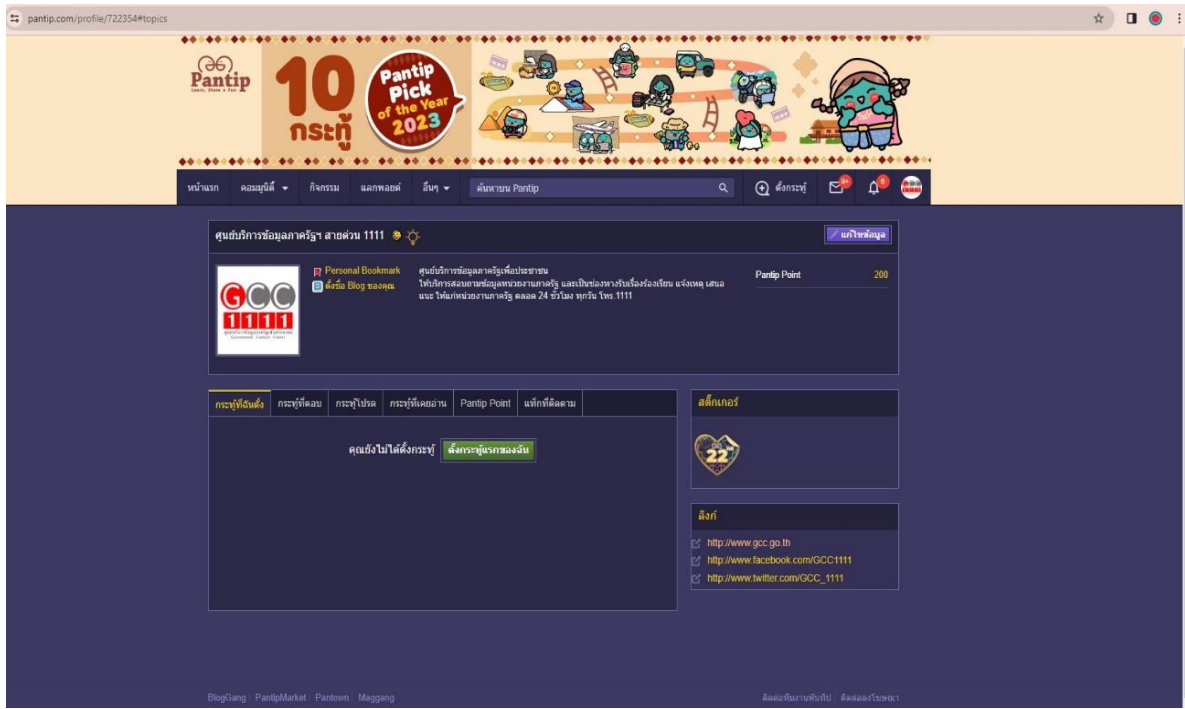 pantip.com/profile/722354#topics
Pantip
Learn, Share & Fun
10
กระทู้
Pantip
Pick
of the Year
2023
หน้าแรก คอมมูนิตี้ กิจกรรม แลกพอยต์ อื่นๆ ค้นหาบน Pantip ตั้งกระทู้ 9+
ศูนย์บริการข้อมูลภาครัฐฯ สายด่วน 1111 แก้ไขข้อมูล
GCC
1111
Personal Bookmark
ตั้งชื่อ Blog ของคุณ
ศูนย์บริการข้อมูลภาครัฐเพื่อประชาชน
ให้บริการสอบถามข้อมูลหน่วยงานภาครัฐ และเป็นช่องทางรับเรื่องร้องเรียน แจ้งเหตุ เสนอ
แนะ ให้แก่หน่วยงานภาครัฐ ตลอด 24 ชั่วโมง ทุกวัน โทร.1111
Pantip Point 200
กระทู้ที่ฉันตั้ง กระทู้ที่ตอบ กระทู้โปรด กระทู้ที่เคยอ่าน Pantip Point แท็กที่ติดตาม
คุณยังไม่ได้ตั้งกระทู้ ตั้งกระทู้แรกของฉัน
สติ๊กเกอร์
22
ลิงก์
http://www.gcc.go.th
http://www.facebook.com/GCC1111
http://www.twitter.com/GCC_1111
BlogGang PantipMarket Pantown Maggang ติดต่อทีมงานพันทิป ติดต่อลงโฆษณา